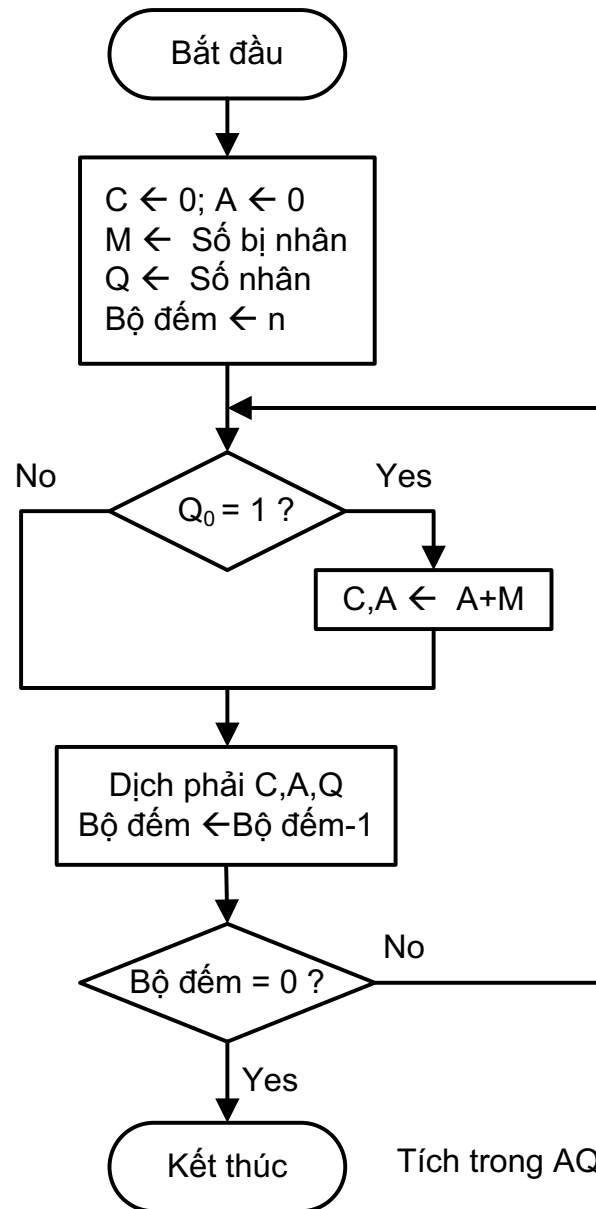 Bắt đầu
C ← 0; A ← 0
M ← Số bị nhân
Q ← Số nhân
Bộ đếm ← n
No
Yes
Q₀ = 1 ?
C,A ← A+M
Dịch phải C,A,Q
Bộ đếm ←Bộ đếm-1
No
Bộ đếm = 0 ?
Yes
Kết thúc
Tích trong AQ